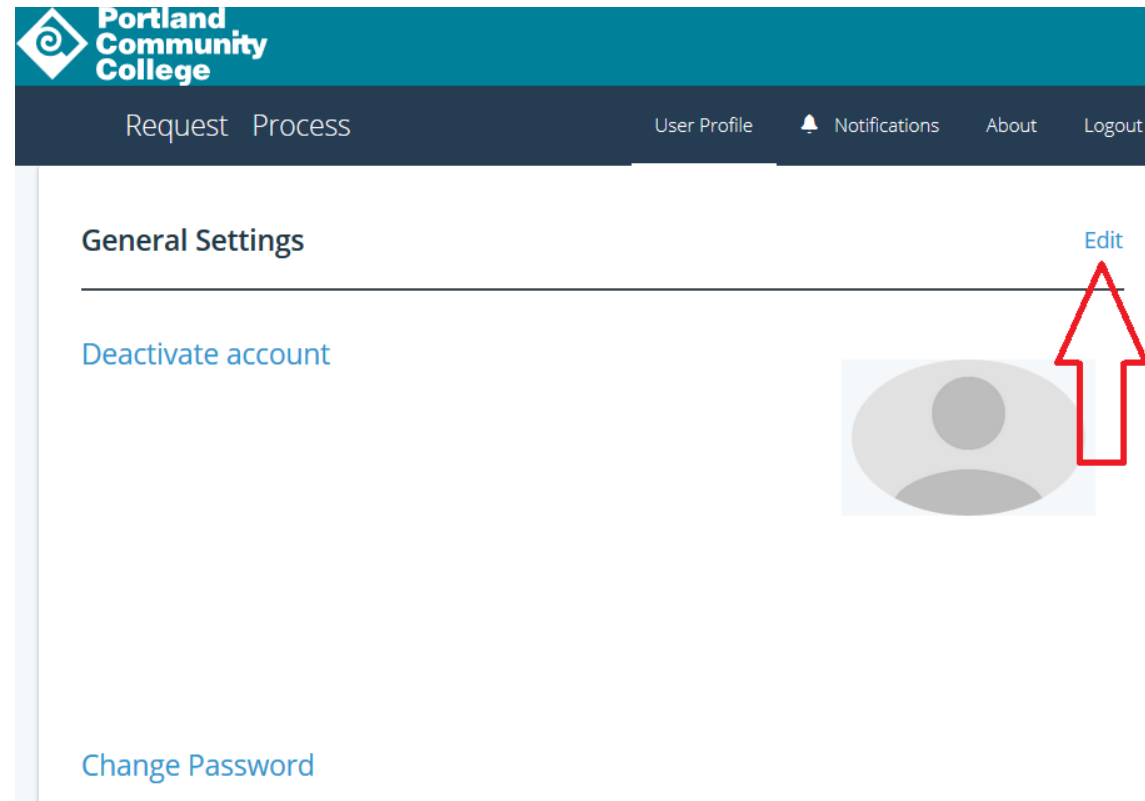 Portland
Community
College
Request Process User Profile Notifications About Logout
General Settings Edit
Deactivate account
Change Password